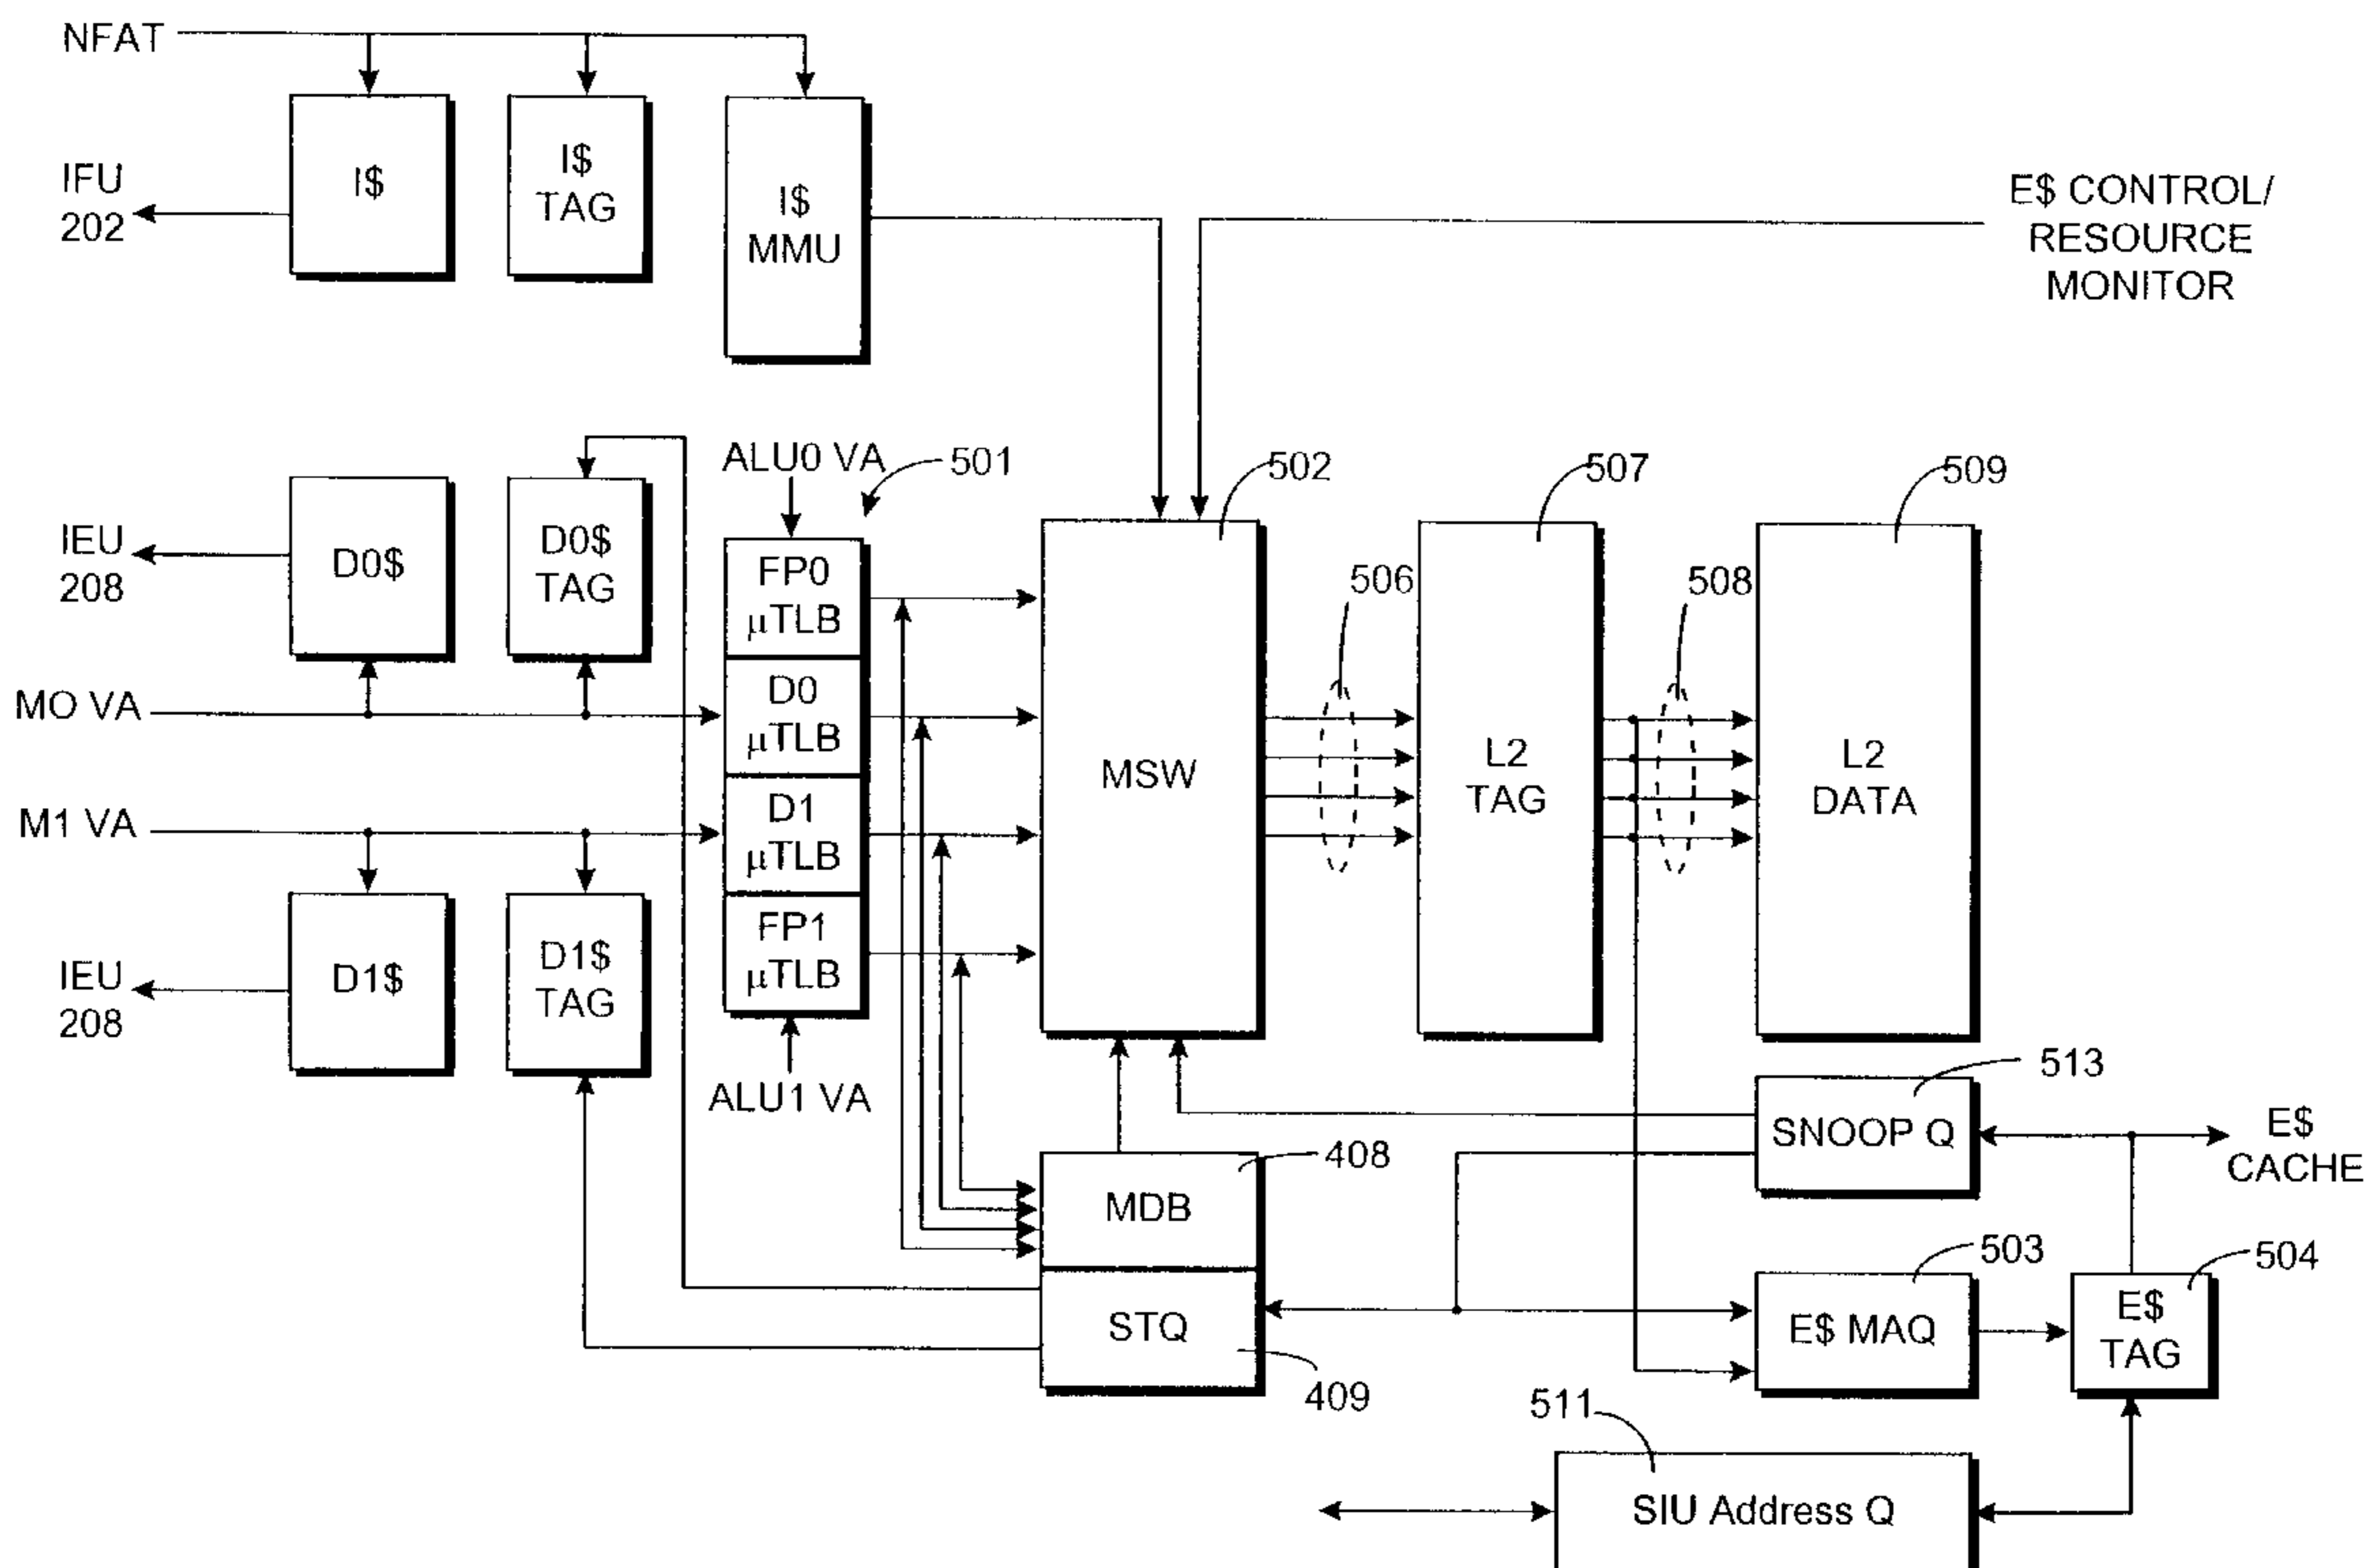 NFAT
I$
I$
TAG
I$
MMU
IFU
202
E$ CONTROL/
RESOURCE
MONITOR
ALU0 VA
501
502
507
509
IEU
208
D0$
D0$
TAG
FP0
µTLB
506
508
MO VA
D0
µTLB
MSW
L2
TAG
L2
DATA
M1 VA
D1
µTLB
IEU
208
D1$
D1$
TAG
FP1
µTLB
ALU1 VA
513
SNOOP Q
E$
CACHE
408
MDB
503
504
STQ
E$ MAQ
E$
TAG
409
511
SIU Address Q